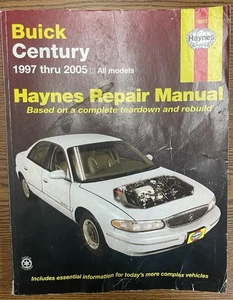 Buick
Century
1997 thru 2005 □ All models
Haynes
Haynes Repair Manual
Based on a complete teardown and rebuild
Haynes
Includes essential information for today's more complex vehicles